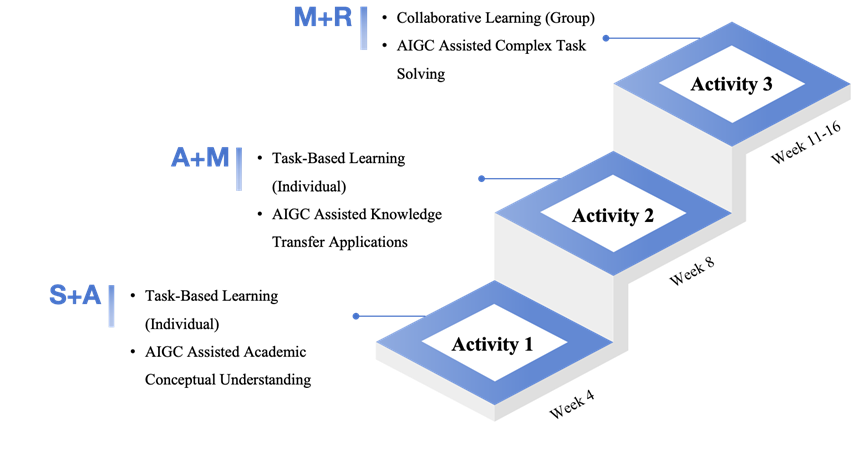 M+R
• Collaborative Learning (Group)
• AIGC Assisted Complex Task
Solving
Activity 3
Week 11-16
A+M
• Task-Based Learning
(Individual)
• AIGC Assisted Knowledge
Transfer Applications
Activity 2
Week 8
S+A
• Task-Based Learning
(Individual)
• AIGC Assisted Academic
Conceptual Understanding
Activity 1
Week 4